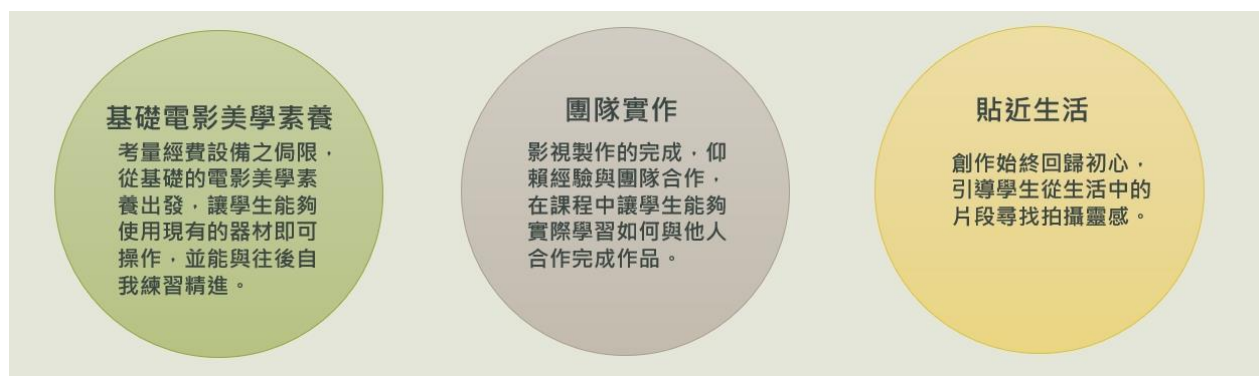 基礎電影美學素養
考量經費設備之侷限，
從基礎的電影美學素
養出發，讓學生能夠
使用現有的器材即可
操作，並能與往後自
我練習精進。
團隊實作
影視製作的完成，仰
賴經驗與團隊合作，
在課程中讓學生能夠
實際學習如何與他人
合作完成作品。
貼近生活
創作始終回歸初心，
引導學生從生活中的
片段尋找拍攝靈感。